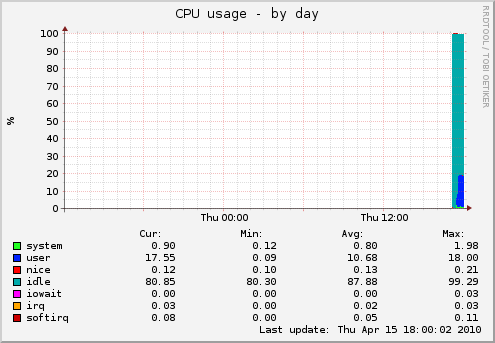 CPU usage - by day
RRDTOOL / TOBI OETIKER
%
100
90
80
70
60
50
40
30
20
10
0
Thu 00:00 Thu 12:00
Cur: Min: Avg: Max:
system 0.90 0.12 0.80 1.98
user 17.55 0.09 10.68 18.00
nice 0.12 0.10 0.13 0.21
idle 80.85 80.30 87.88 99.29
iowait 0.00 0.00 0.00 0.03
irq 0.03 0.00 0.02 0.03
softirq 0.08 0.00 0.05 0.11
Last update: Thu Apr 15 18:00:02 2010